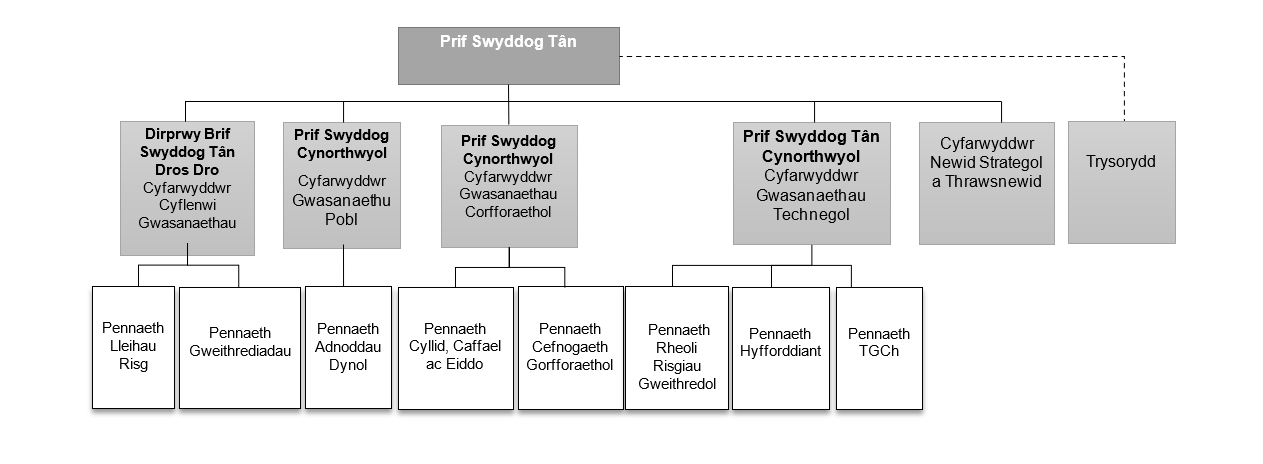 Prif Swyddog Tân
Dirprwy Brif
Swyddog Tân
Dros Dro
Cyfarwyddwr
Cyflenwi
Gwasanaethau
Prif Swyddog
Cynorthwyol
Cyfarwyddwr
Gwasanaethu
Pobl
Prif Swyddog
Cynorthwyol
Cyfarwyddwr
Gwasanaethau
Corfforaethol
Prif Swyddog Tân
Cynorthwyol
Cyfarwyddwr
Gwasanaethau
Technegol
Cyfarwyddwr
Newid Strategol
a Thrawsnewid
Trysorydd
Pennaeth
Lleihau
Risg
Pennaeth
Gweithrediadau
Pennaeth
Adnoddau
Dynol
Pennaeth
Cyllid, Caffael
ac Eiddo
Pennaeth
Cefnogaeth
Gorfforaethol
Pennaeth
Rheoli
Risgiau
Gweithredol
Pennaeth
Hyfforddiant
Pennaeth
TGCh